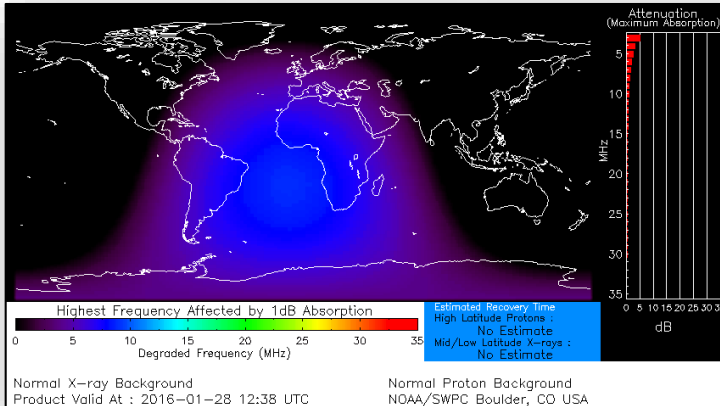 Attenuation
(Maximum Absorption)
5
10
15
20
25
30
35
MHz
0 5 10 15 20 25 30 35
dB
Highest Frequency Affected by 1dB Absorption
0 5 10 15 20 25 30 35
Degraded Frequency (MHz)
Estimated Recovery Time
High Latitude Protons :
No Estimate
Mid/Low Latitude X-rays :
No Estimate
Normal X-ray Background
Normal Proton Background
Product Valid At : 2016-01-28 12:38 UTC
NOAA/SWPC Boulder, CO USA